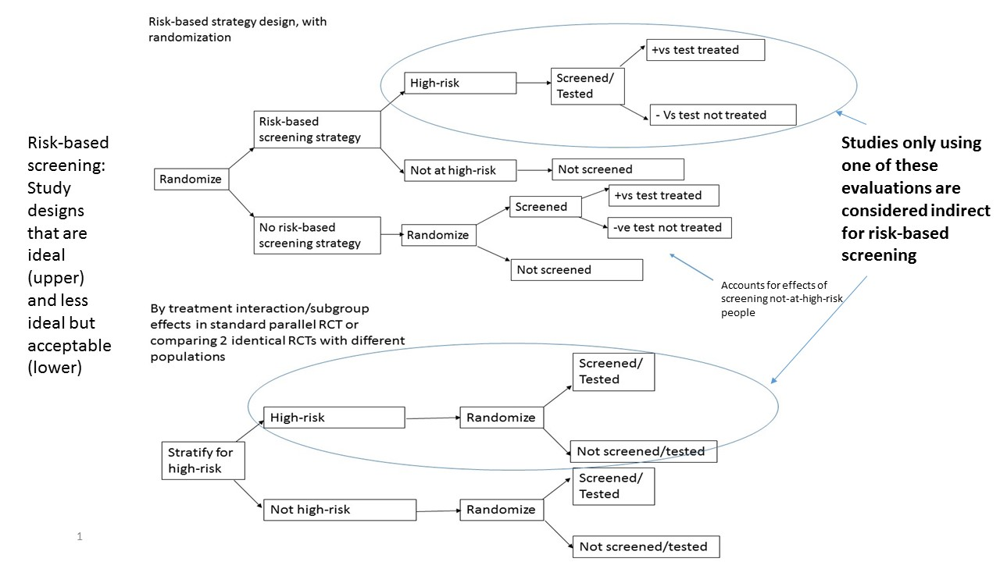 Risk-based strategy design, with
randomization
Risk-based
screening:
Study
designs
that are
ideal
(upper)
and less
ideal but
acceptable
(lower)
Randomize
Risk-based
screening strategy
High-risk
Screened/
Tested
+vs test treated
- Vs test not treated
Not at high-risk
Not screened
No risk-based
screening strategy
Randomize
Screened
+vs test treated
-ve test not treated
Not screened
Studies only using
one of these
evaluations are
considered indirect
for risk-based
screening
Accounts for effects of
screening not-at-high-risk
people
By treatment interaction/subgroup
effects in standard parallel RCT or
comparing 2 identical RCTs with different
populations
Stratify for
high-risk
High-risk
Randomize
Screened/
Tested
Not screened/tested
Not high-risk
Randomize
Screened/
Tested
Not screened/tested
1